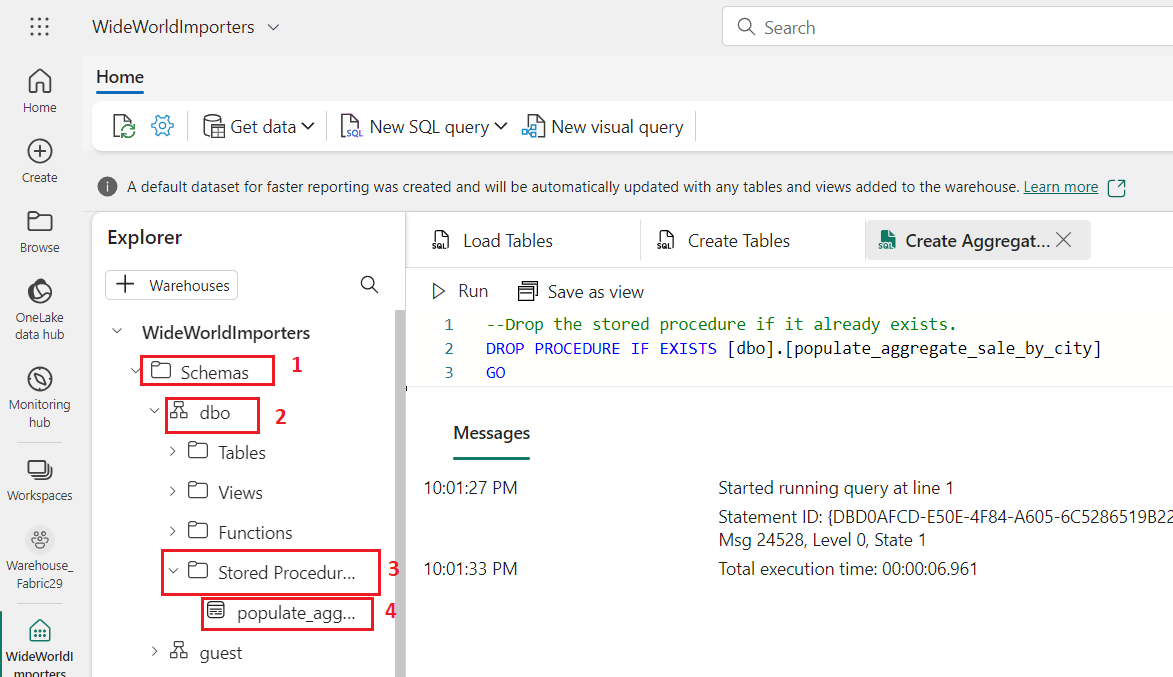 WideWorldImporters
Search
Home
Home
Get data
SQL
New SQL query
New visual query
Create
A default dataset for faster reporting was created and will be automatically updated with any tables and views added to the warehouse. Learn more
Browse
Explorer
SQL Load Tables
SQL Create Tables
SQL Create Aggregat...
Warehouses
Run
Save as view
OneLake
data hub
WideWorldImporters
1 --Drop the stored procedure if it already exists.
2 DROP PROCEDURE IF EXISTS [dbo].[populate_aggregate_sale_by_city]
3 GO
Schemas 1
Monitoring
hub
dbo 2
Messages
Tables
Workspaces
Views
10:01:27 PM Started running query at line 1
Statement ID: {DBD0AFCD-E50E-4F84-A605-6C5286519B22
Msg 24528, Level 0, State 1
Functions
Warehouse_
Fabric29
Stored Procedur... 3
10:01:33 PM Total execution time: 00:00:06.961
populate_agg... 4
guest
WideWorldI
mporters